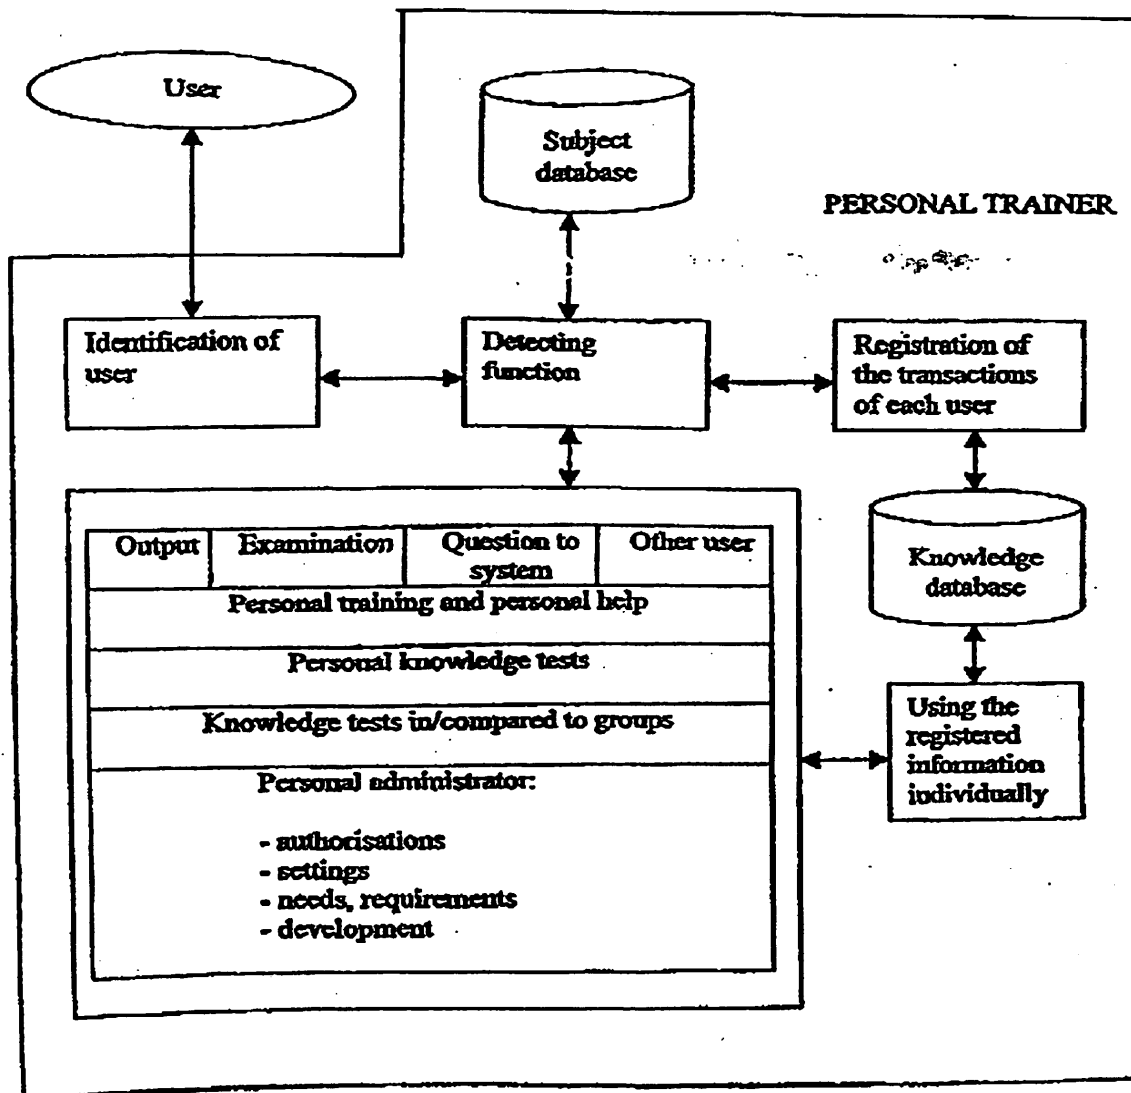 User
Subject
database
PERSONAL TRAINER
Identification of
user
Detecting
function
Registration of
the transactions
of each user
Output
Examination
Question to
system
Other user
Personal training and personal help
Personal knowledge tests
Knowledge tests in/compared to groups
Personal administrator:
- authorisations
- settings
- needs, requirements
- development
Knowledge
database
Using the
registered
information
individually